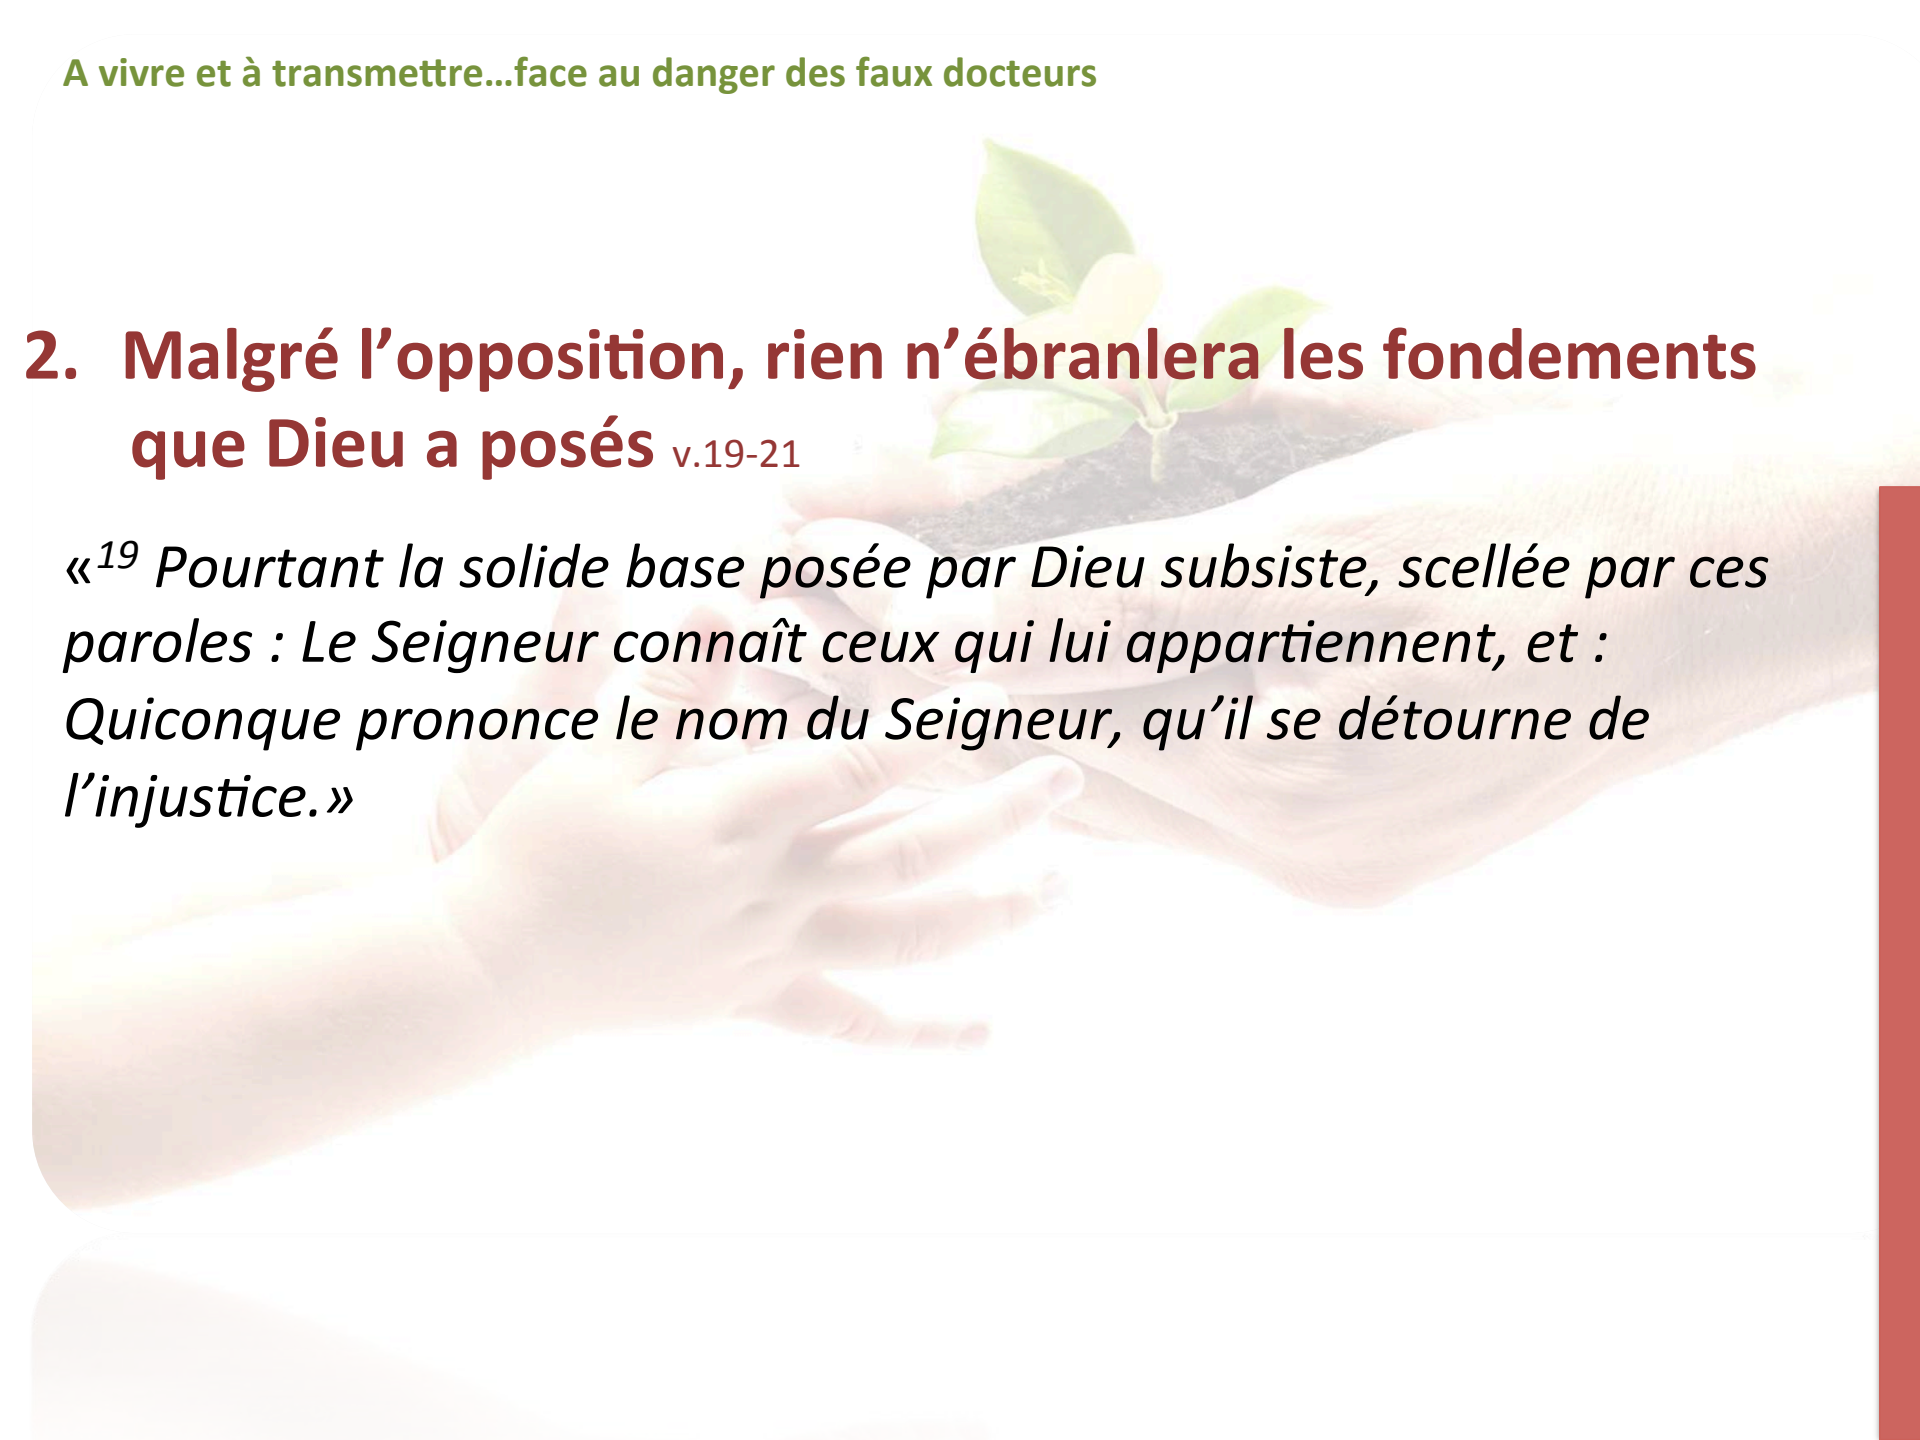 A vivre et à transmettre…face au danger des faux docteurs
2. Malgré l’opposition, rien n’ébranlera les fondements
que Dieu a posés v.19-21
«19 Pourtant la solide base posée par Dieu subsiste, scellée par ces
paroles : Le Seigneur connaît ceux qui lui appartiennent, et :
Quiconque prononce le nom du Seigneur, qu’il se détourne de
l’injustice.»